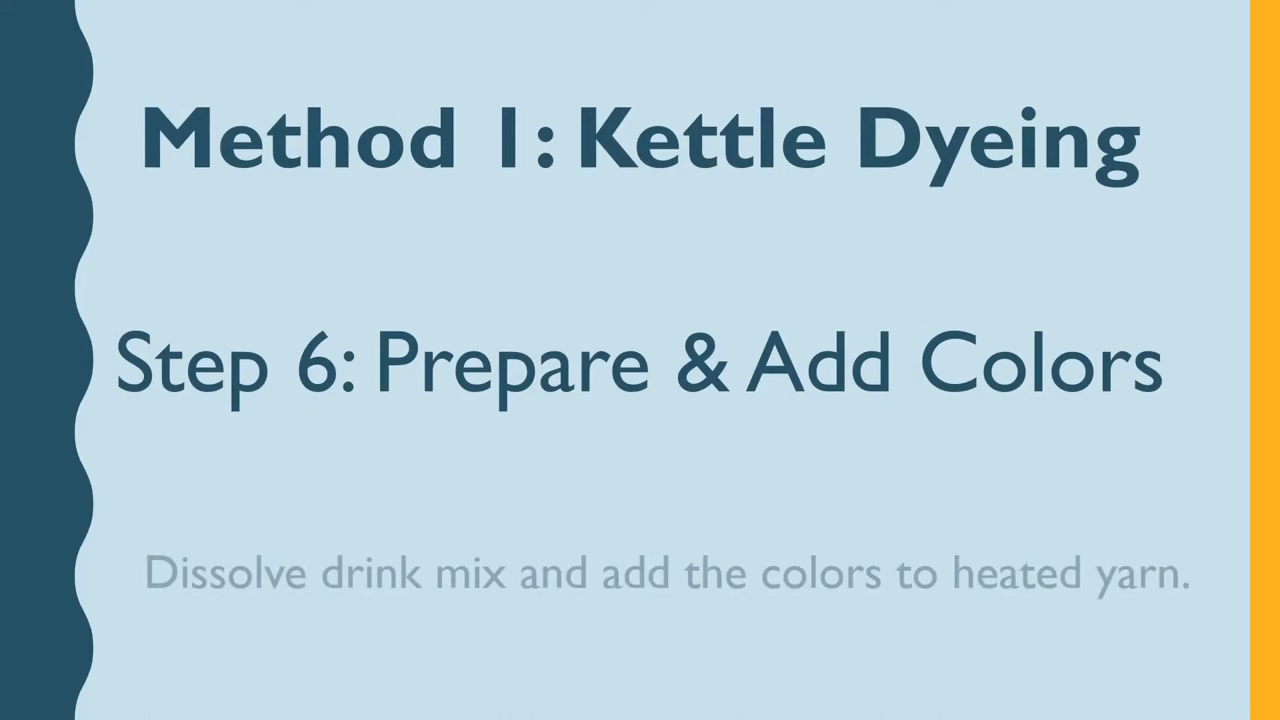 Method 1: Kettle Dyeing
Step 6: Prepare & Add Colors
Dissolve drink mix and add the colors to heated yarn.